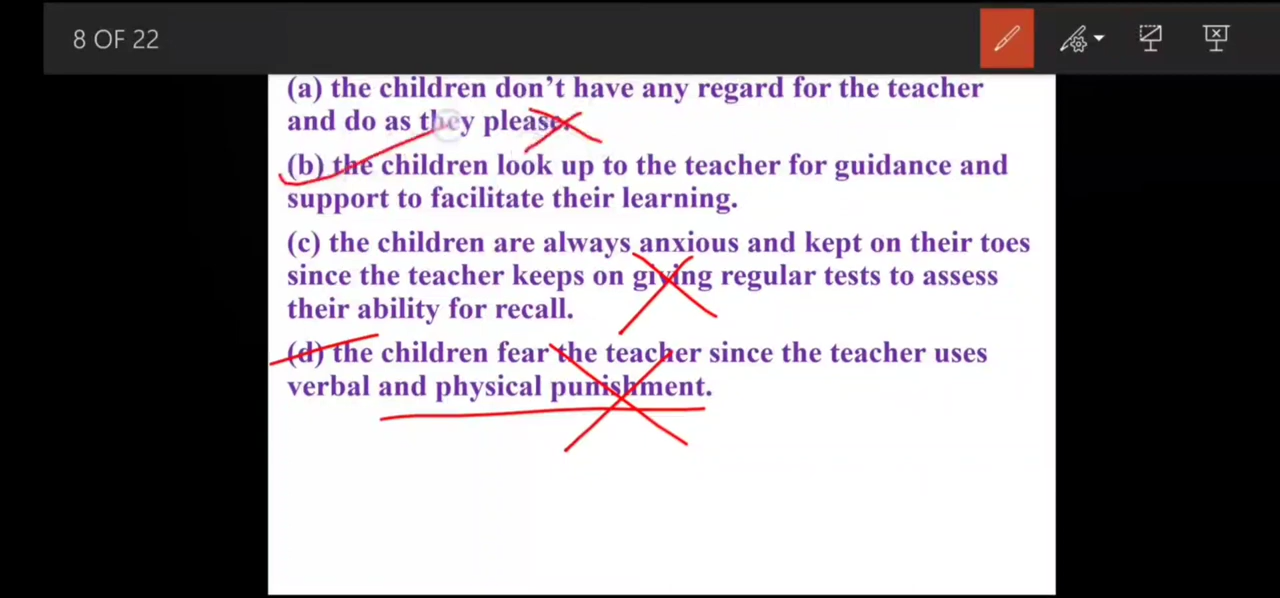 8 OF 22
(a) the children don't have any regard for the teacher
and do as they please.
(b) the children look up to the teacher for guidance and
support to facilitate their learning.
(c) the children are always anxious and kept on their toes
since the teacher keeps on giving regular tests to assess
their ability for recall.
(d) the children fear the teacher since the teacher uses
verbal and physical punishment.